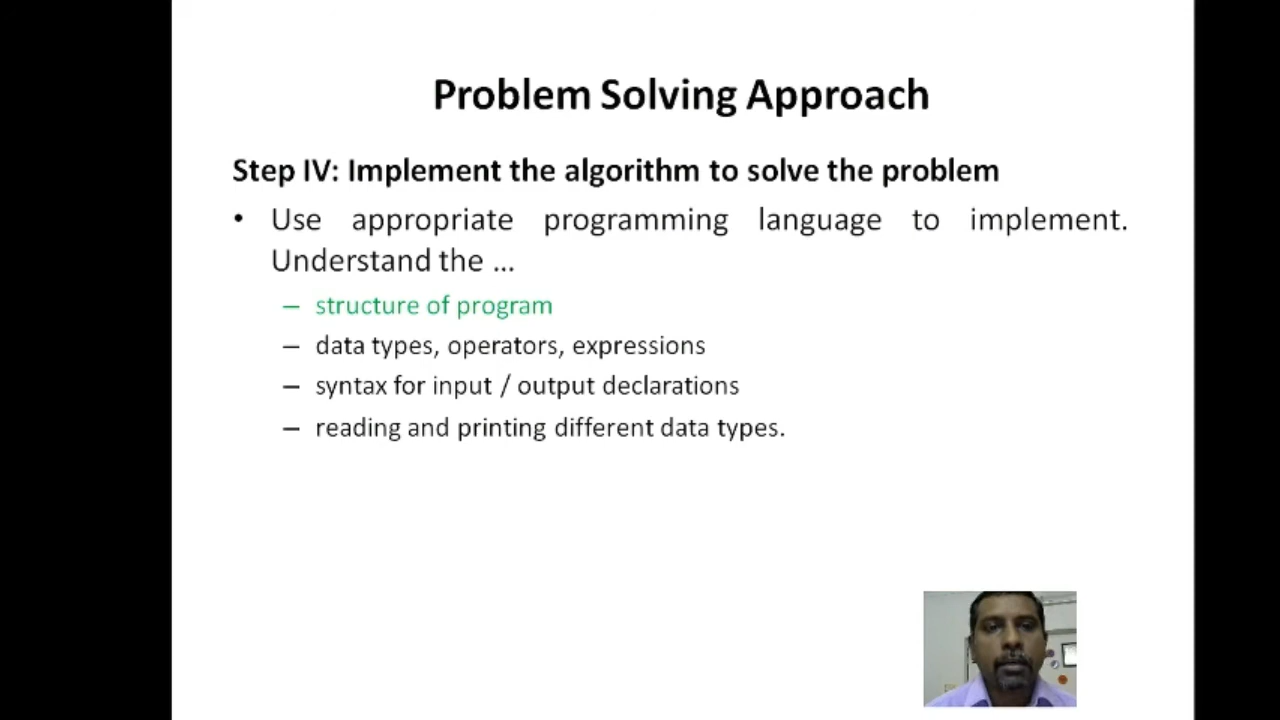 Problem Solving Approach
Step IV: Implement the algorithm to solve the problem
• Use appropriate programming language to implement.
Understand the ...
– structure of program
– data types, operators, expressions
– syntax for input / output declarations
– reading and printing different data types.